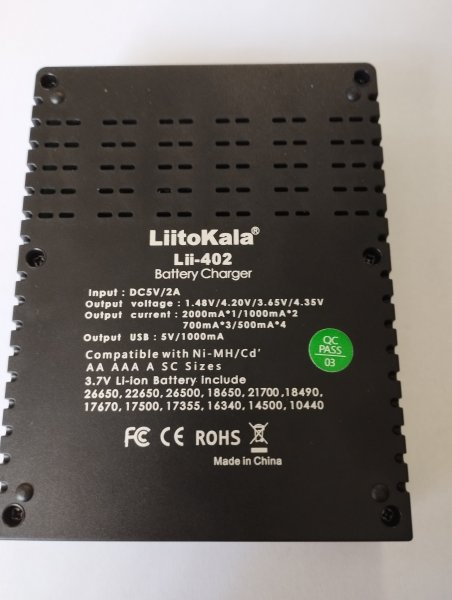 LiitoKala®
Lii-402
Battery Charger
Input : DC5V/2A
Output voltage : 1.48V/4.20V/3.65V/4.35V
Output current : 2000mA*1/1000mA*2
700mA*3/500mA*4
Output USB : 5V/1000mA
Compatible with Ni-MH/Cd'
AA AAA A SC Sizes
3.7V Li-Ion Battery include
26650, 22650, 26500, 18650, 21700, 18490,
17670, 17500, 17355, 16340, 14500, 10440
QC
PASS
03
FC CE ROHS
Made in China